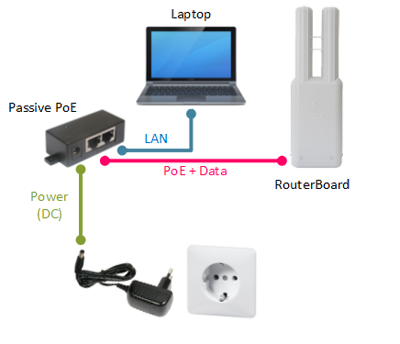 Laptop
Passive PoE
LAN
PoE + Data
RouterBoard
Power
(DC)